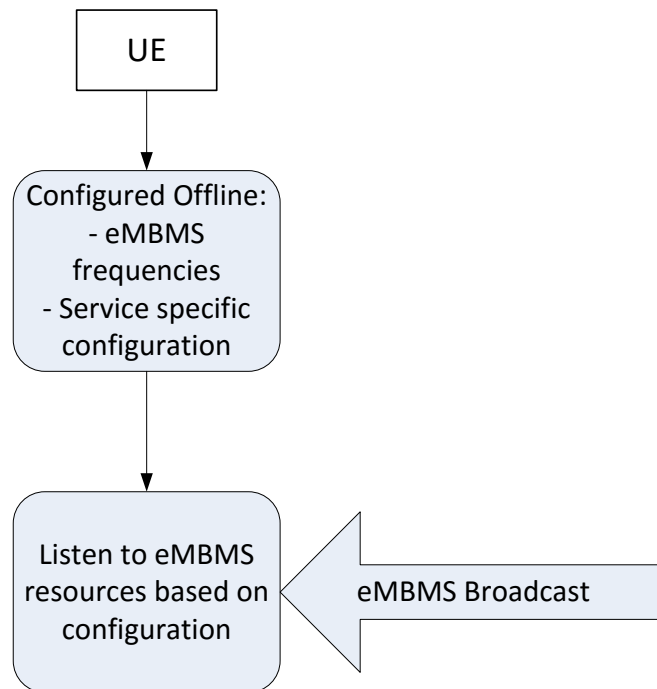 UE
Configured Offline:
- eMBMS
frequencies
- Service specific
configuration
Listen to eMBMS
resources based on
configuration
eMBMS Broadcast